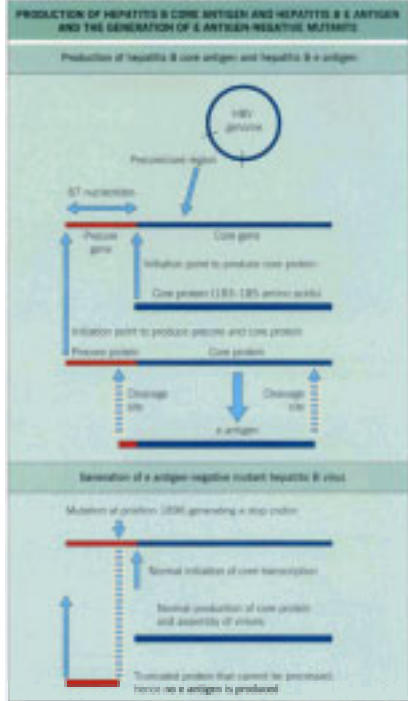 PRODUCTION OF HEPATITIS B CORE ANTIGEN AND HEPATITIS B E ANTIGEN
AND THE GENERATION OF E ANTIGEN-NEGATIVE MUTANTS
Production of hepatitis B core antigen and hepatitis B e antigen
HBV
genome
Precore/core region
87 nucleotides
Precore
gene
Core gene
Initiation point to produce core protein
Core protein (183–185 amino acids)
Initiation point to produce precore and core protein
Precore protein
Core protein
Cleavage
site
Cleavage
site
e antigen
Generation of e antigen-negative mutant hepatitis B virus
Mutation at position 1896 generating a stop codon
Normal initiation of core transcription
Normal production of core protein
and assembly of virions
Truncated protein that cannot be processed,
hence no e antigen is produced